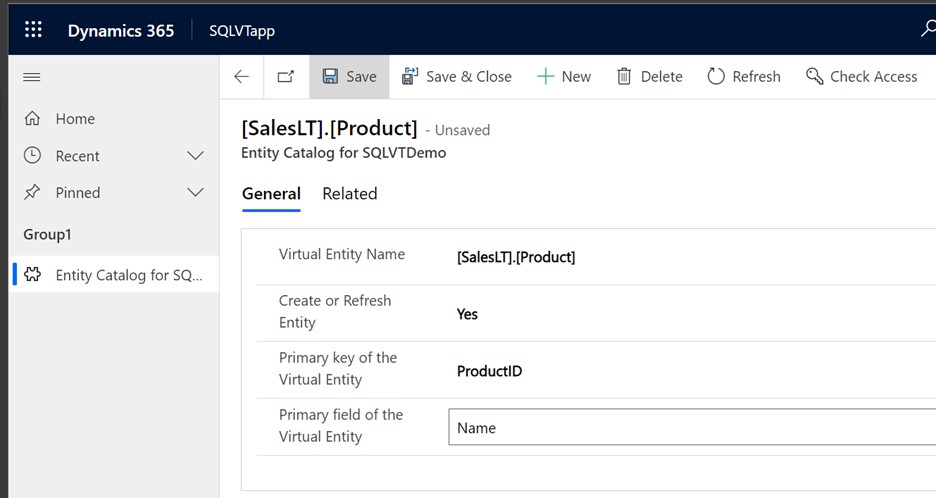 Dynamics 365 SQLVTapp
Save Save & Close New Delete Refresh Check Access
Home
Recent
Pinned
Group1
Entity Catalog for SQ...
[SalesLT].[Product] - Unsaved
Entity Catalog for SQLVTDemo
General Related
Virtual Entity Name [SalesLT].[Product]
Create or Refresh
Entity
Yes
Primary key of the
Virtual Entity
ProductID
Primary field of the
Virtual Entity
Name